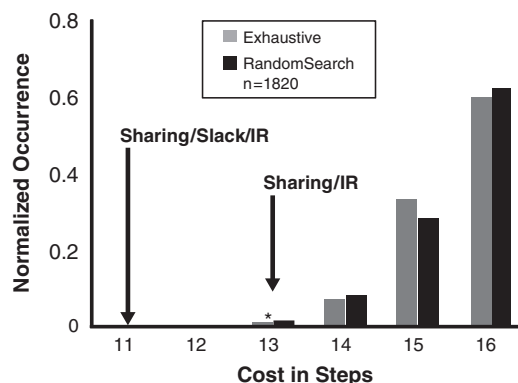 0.8
Exhaustive
RandomSearch
n=1820
0.6
Sharing/Slack/IR
0.4
Sharing/IR
Normalized Occurrence
0.2
*
0
11 12 13 14 15 16
Cost in Steps